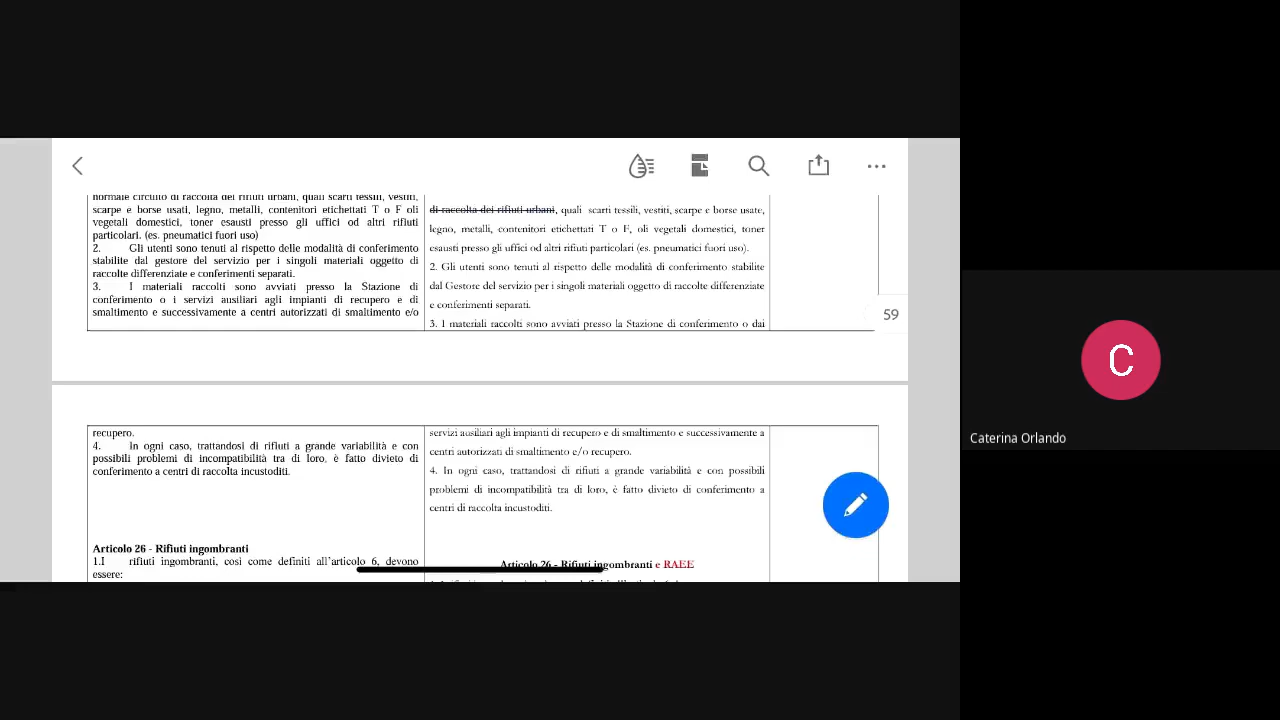 normale circuito di raccolta dei rifiuti urbani, quali scarti tessili, vestiti,
scarpe e borse usati, legno, metalli, contenitori etichettati T o F oli
vegetali domestici, toner esausti presso gli uffici od altri rifiuti
particolari. (es. pneumatici fuori uso)
2. Gli utenti sono tenuti al rispetto delle modalità di conferimento
stabilite dal gestore del servizio per i singoli materiali oggetto di
raccolte differenziate e conferimenti separati.
3. I materiali raccolti sono avviati presso la Stazione di
conferimento o i servizi ausiliari agli impianti di recupero e di
smaltimento e successivamente a centri autorizzati di smaltimento e/o
di raccolta dei rifiuti urbani, quali scarti tessili, vestiti, scarpe e borse usate,
legno, metalli, contenitori etichettati T o F, oli vegetali domestici, toner
esausti presso gli uffici od altri rifiuti particolari (es. pneumatici fuori uso).
2. Gli utenti sono tenuti al rispetto delle modalità di conferimento stabilite
dal Gestore del servizio per i singoli materiali oggetto di raccolte differenziate
e conferimenti separati.
3. I materiali raccolti sono avviati presso la Stazione di conferimento o dai
59
recupero.
4. In ogni caso, trattandosi di rifiuti a grande variabilità e con
possibili problemi di incompatibilità tra di loro, è fatto divieto di
conferimento a centri di raccolta incustoditi.
Articolo 26 - Rifiuti ingombranti
1.I rifiuti ingombranti, così come definiti all'articolo 6, devono
essere:
servizi ausiliari agli impianti di recupero e di smaltimento e successivamente a
centri autorizzati di smaltimento e/o recupero.
4. In ogni caso, trattandosi di rifiuti a grande variabilità e con possibili
problemi di incompatibilità tra di loro, è fatto divieto di conferimento a
centri di raccolta incustoditi.
Articolo 26 - Rifiuti ingombranti e RAEE
C
Caterina Orlando